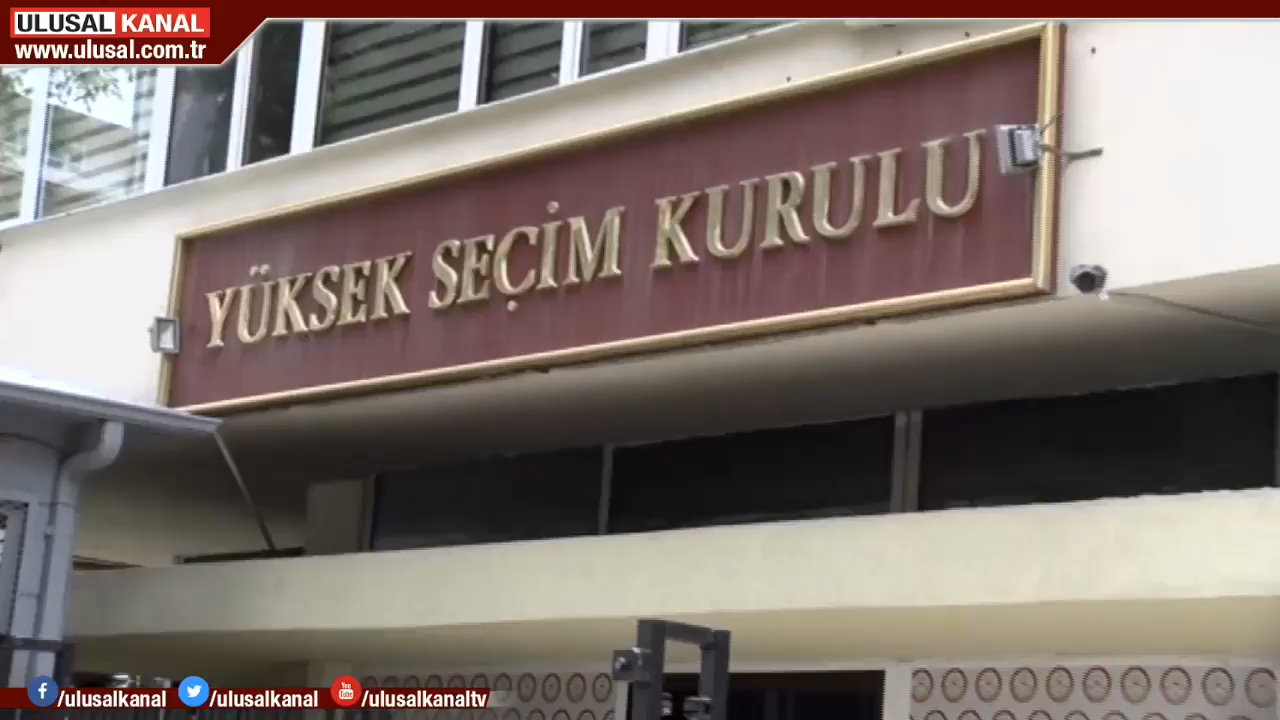 ULUSAL KANAL
www.ulusal.com.tr
YÜKSEK SEÇİM KURULU
/ulusalkanal
/ulusalkanal
/ulusalkanaltv